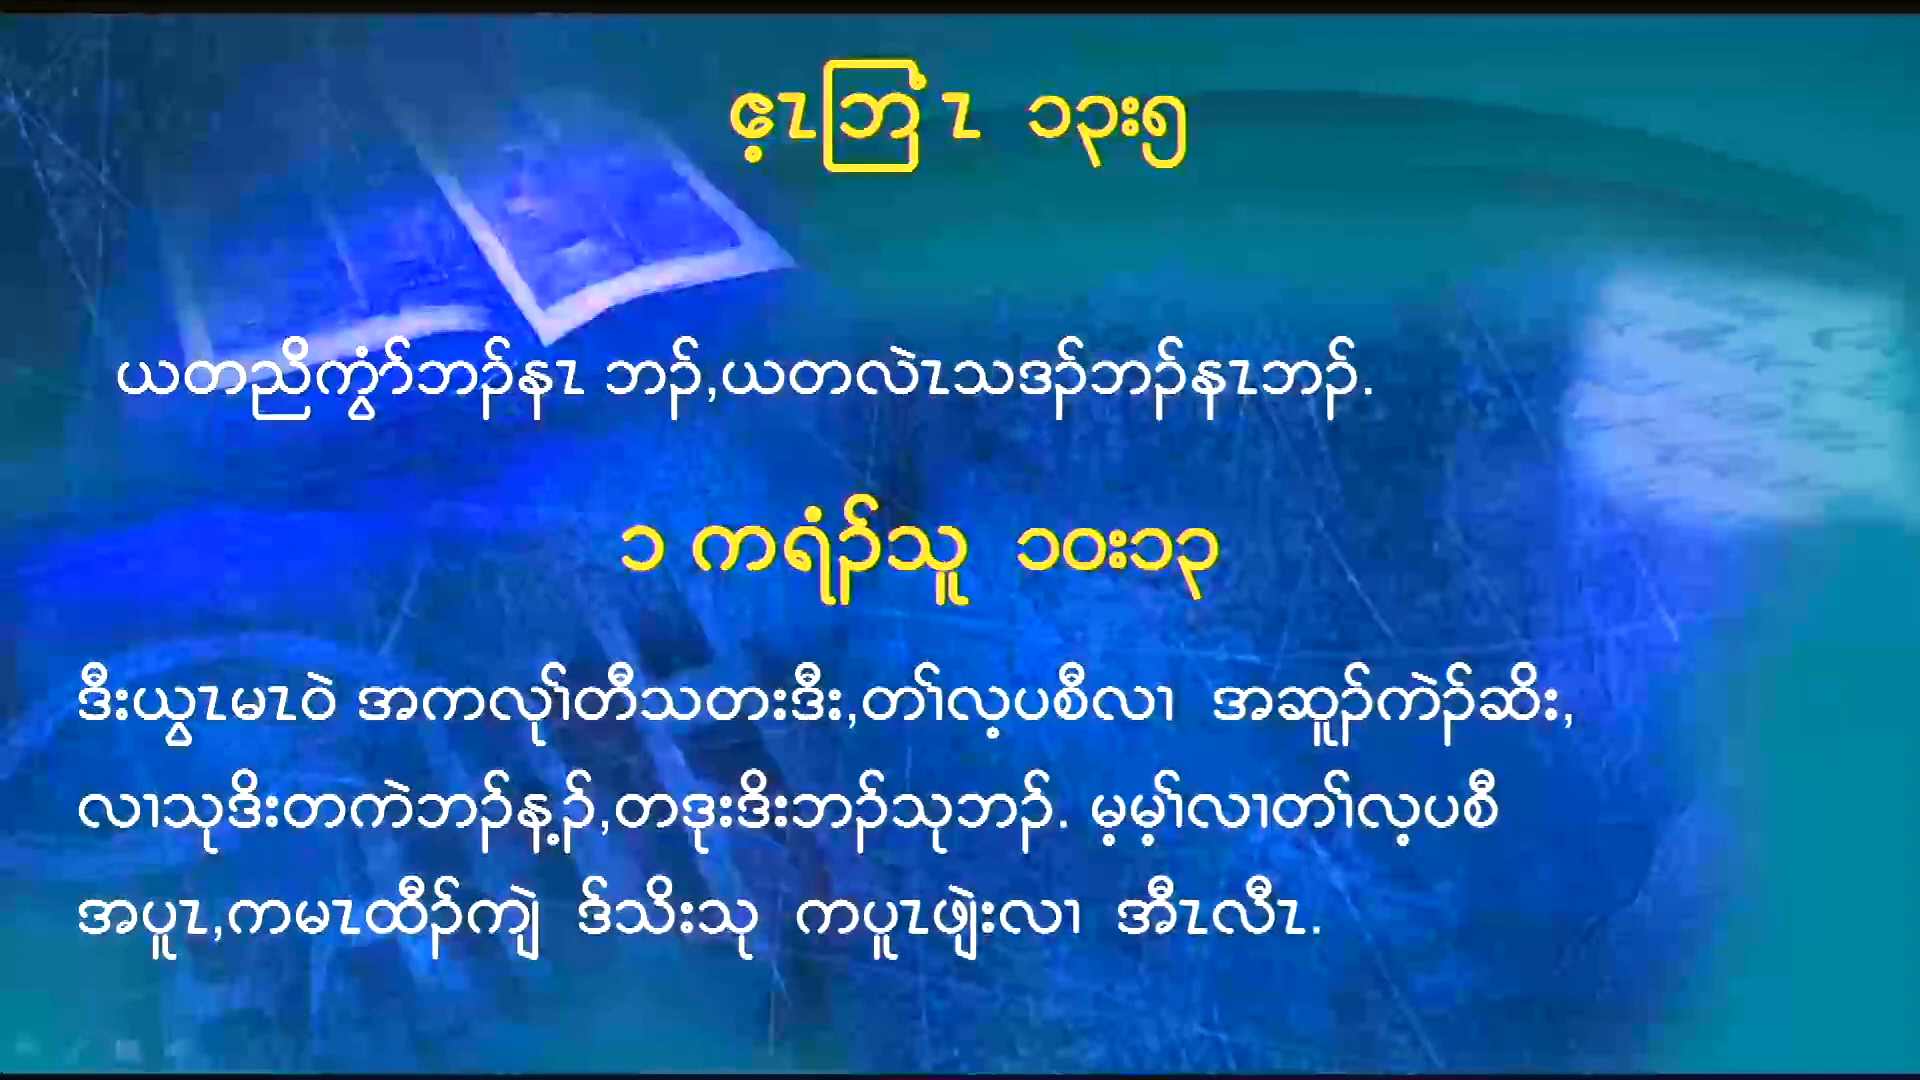 ဧ့ၤဘြံၤ ၁၃း၅
ယတညိကွံာ်ဘၣ်နၤ ဘၣ်,ယတလဲၤသဒၣ်ဘၣ်နၤဘၣ်.
၁ ကရံၣ်သူ ၁၀း၁၃
ဒီးယွၤမၤဝဲ အကလုၢ်တီသတးဒီး,တၢ်လ့ပစီလၢ အဆူၣ်ကဲၣ်ဆိး,
လၢသုဒိးတကဲဘၣ်န့ၣ်,တဒုးဒိးဘၣ်သုဘၣ်. မ့မ့ၢ်လၢတၢ်လ့ပစီ
အပူၤ,ကမၤထီၣ်ကျဲ ဒ်သိးသု ကပူၤဖျဲးလၢ အီၤလီၤ.